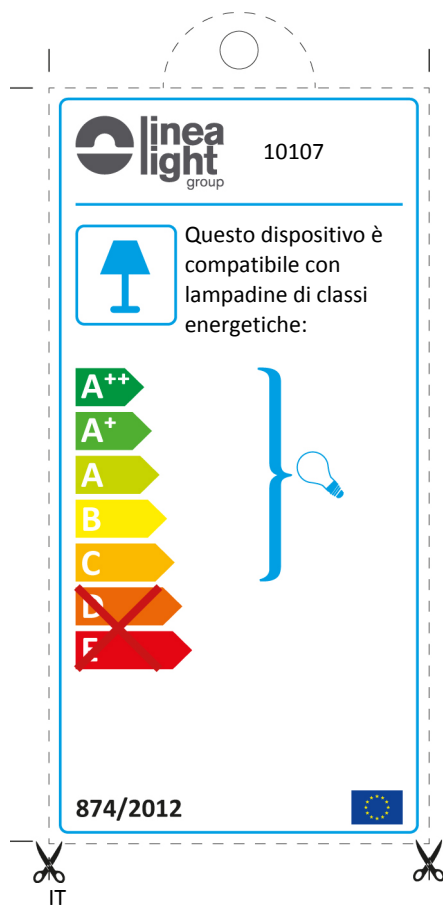 linea
light
group
10107
Questo dispositivo è
compatibile con
lampadine di classi
energetiche:
A++
A+
A
B
C
D
E
874/2012
IT